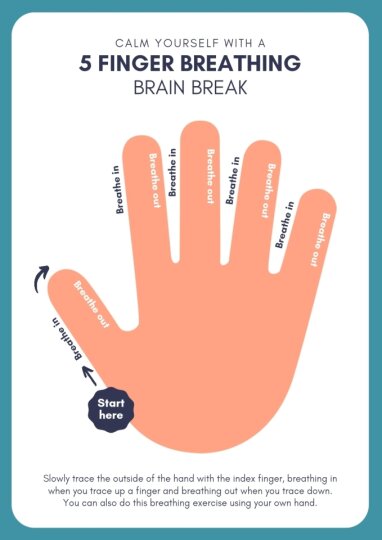 CALM YOURSELF WITH A
5 FINGER BREATHING
BRAIN BREAK
Start
here
Breathe in
Breathe out
Breathe in
Breathe out
Breathe in
Breathe out
Breathe in
Breathe out
Breathe in
Breathe out
Slowly trace the outside of the hand with the index finger, breathing in
when you trace up a finger and breathing out when you trace down.
You can also do this breathing exercise using your own hand.